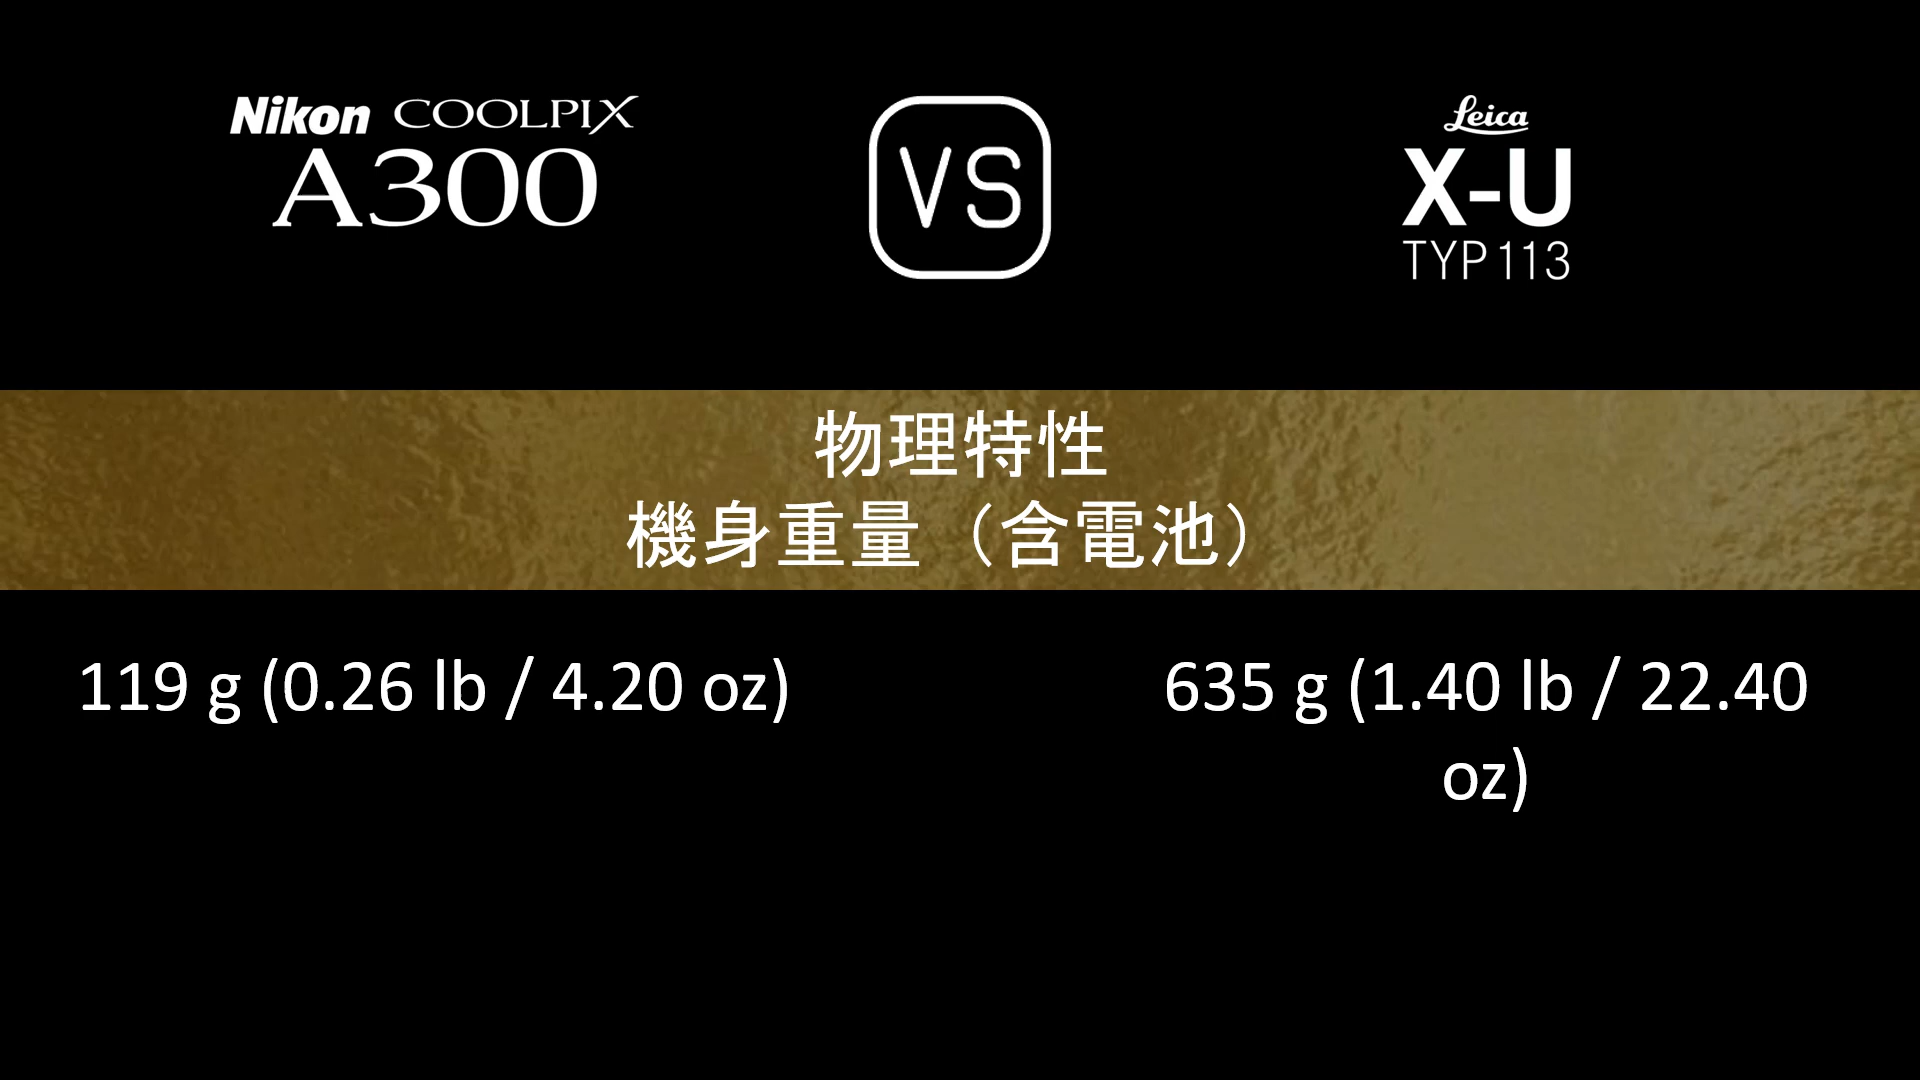 Nikon COOLPIX
A300
VS
Leica
X-U
TYP 113
物理特性
機身重量（含電池）
119 g (0.26 lb / 4.20 oz)
635 g (1.40 lb / 22.40
oz)